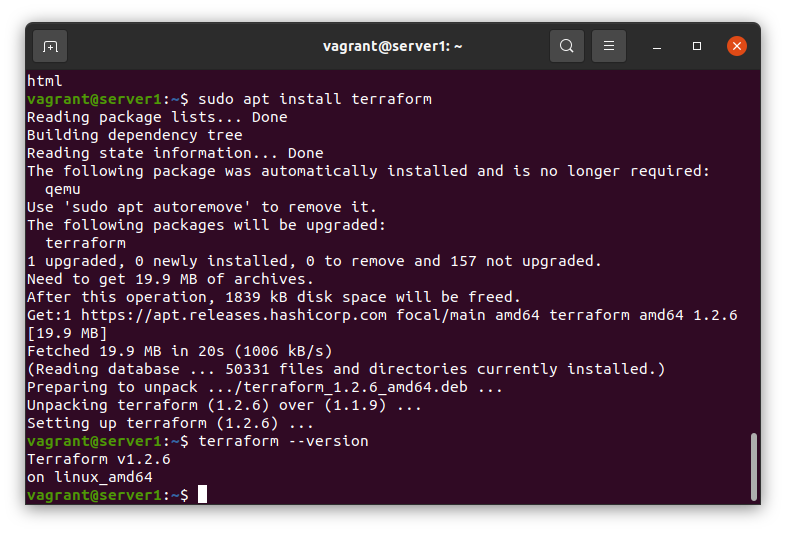 vagrant@server1: ~
html
vagrant@server1:~$ sudo apt install terraform
Reading package lists... Done
Building dependency tree
Reading state information... Done
The following package was automatically installed and is no longer required:
  qemu
Use 'sudo apt autoremove' to remove it.
The following packages will be upgraded:
  terraform
1 upgraded, 0 newly installed, 0 to remove and 157 not upgraded.
Need to get 19.9 MB of archives.
After this operation, 1839 kB disk space will be freed.
Get:1 https://apt.releases.hashicorp.com focal/main amd64 terraform amd64 1.2.6
[19.9 MB]
Fetched 19.9 MB in 20s (1006 kB/s)
(Reading database ... 50331 files and directories currently installed.)
Preparing to unpack .../terraform_1.2.6_amd64.deb ...
Unpacking terraform (1.2.6) over (1.1.9) ...
Setting up terraform (1.2.6) ...
vagrant@server1:~$ terraform --version
Terraform v1.2.6
on linux_amd64
vagrant@server1:~$